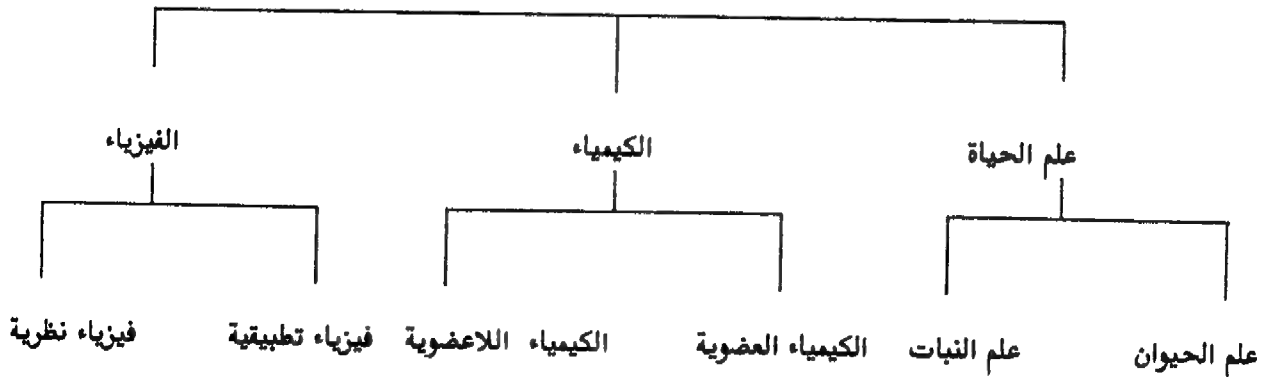 علم الحياة
الكيمياء
الفيزياء
علم الحيوان
علم النبات
الكيمياء العضوية
الكيمياء اللاعضوية
فيزياء تطبيقية
فيزياء نظرية